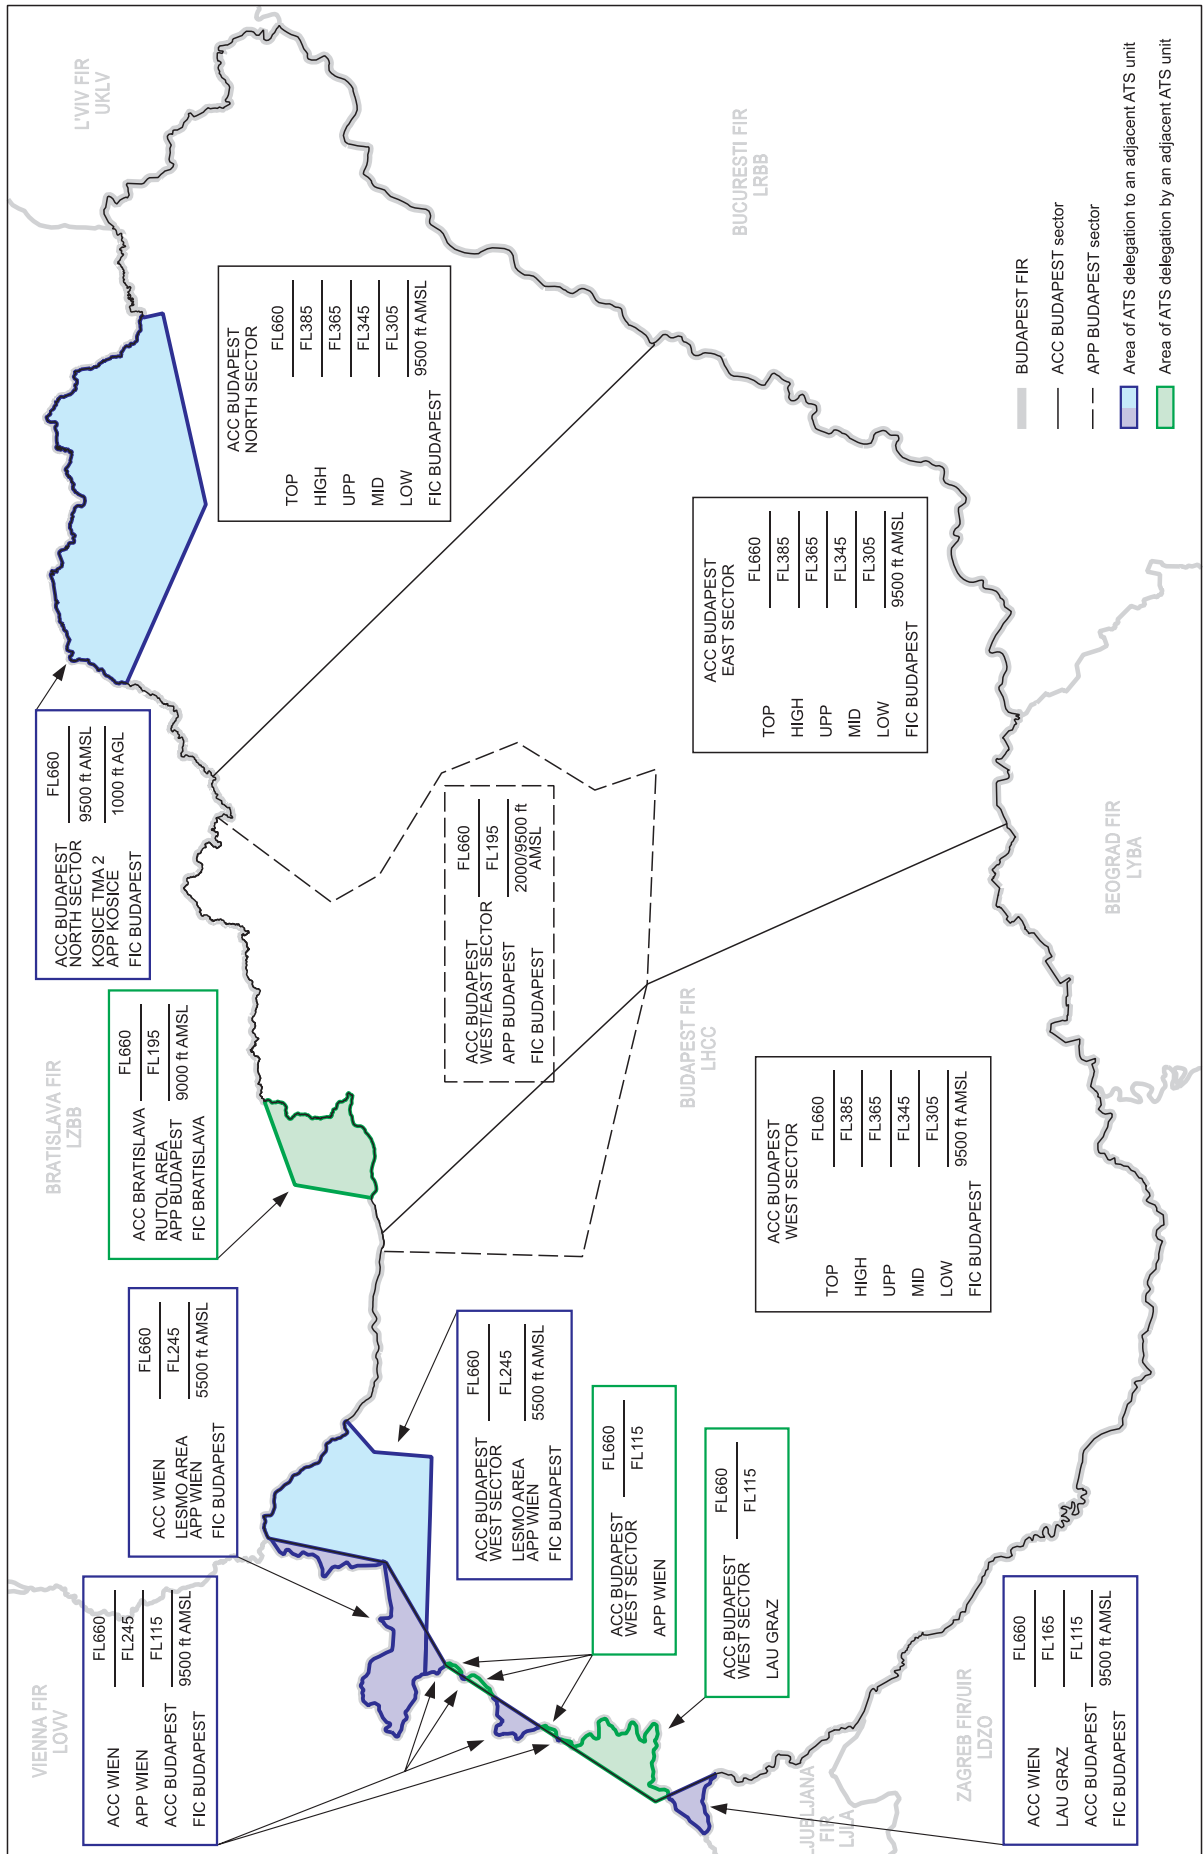 L'VIV FIR
UKLV
BUCURESTI FIR
LRBB
BRATISLAVA FIR
LZBB
BUDAPEST FIR
LHCC
BEOGRAD FIR
LYBA
VIENNA FIR
LOVV
ZAGREB FIR/UIR
LDZO
LJUBLJANA
FIR
LJLA
ACC WIEN
FL660
APP WIEN
FL245
ACC BUDAPEST
FL115
9500 ft AMSL
FIC BUDAPEST
ACC WIEN
FL660
LESMO AREA
APP WIEN
FL245
5500 ft AMSL
FIC BUDAPEST
ACC BRATISLAVA
FL660
RUTOL AREA
APP BUDAPEST
FL195
9000 ft AMSL
FIC BRATISLAVA
ACC BUDAPEST
NORTH SECTOR
FL660
KOSICE TMA 2
APP KOSICE
9500 ft AMSL
1000 ft AGL
FIC BUDAPEST
ACC BUDAPEST
NORTH SECTOR
TOP
FL660
HIGH
FL385
UPP
FL365
MID
FL345
LOW
FL305
9500 ft AMSL
FIC BUDAPEST
ACC BUDAPEST
WEST/EAST SECTOR
FL660
APP BUDAPEST
FL195
2000/9500 ft
AMSL
FIC BUDAPEST
ACC BUDAPEST
WEST SECTOR
FL660
LESMO AREA
APP WIEN
FL245
5500 ft AMSL
FIC BUDAPEST
ACC BUDAPEST
WEST SECTOR
FL660
FL115
APP WIEN
ACC BUDAPEST
WEST SECTOR
FL660
FL115
LAU GRAZ
ACC BUDAPEST
EAST SECTOR
TOP
FL660
HIGH
FL385
UPP
FL365
MID
FL345
LOW
FL305
9500 ft AMSL
FIC BUDAPEST
ACC BUDAPEST
WEST SECTOR
TOP
FL660
HIGH
FL385
UPP
FL365
MID
FL345
LOW
FL305
9500 ft AMSL
FIC BUDAPEST
ACC WIEN
FL660
LAU GRAZ
FL165
ACC BUDAPEST
FL115
9500 ft AMSL
FIC BUDAPEST
BUDAPEST FIR
ACC BUDAPEST sector
APP BUDAPEST sector
Area of ATS delegation to an adjacent ATS unit
Area of ATS delegation by an adjacent ATS unit